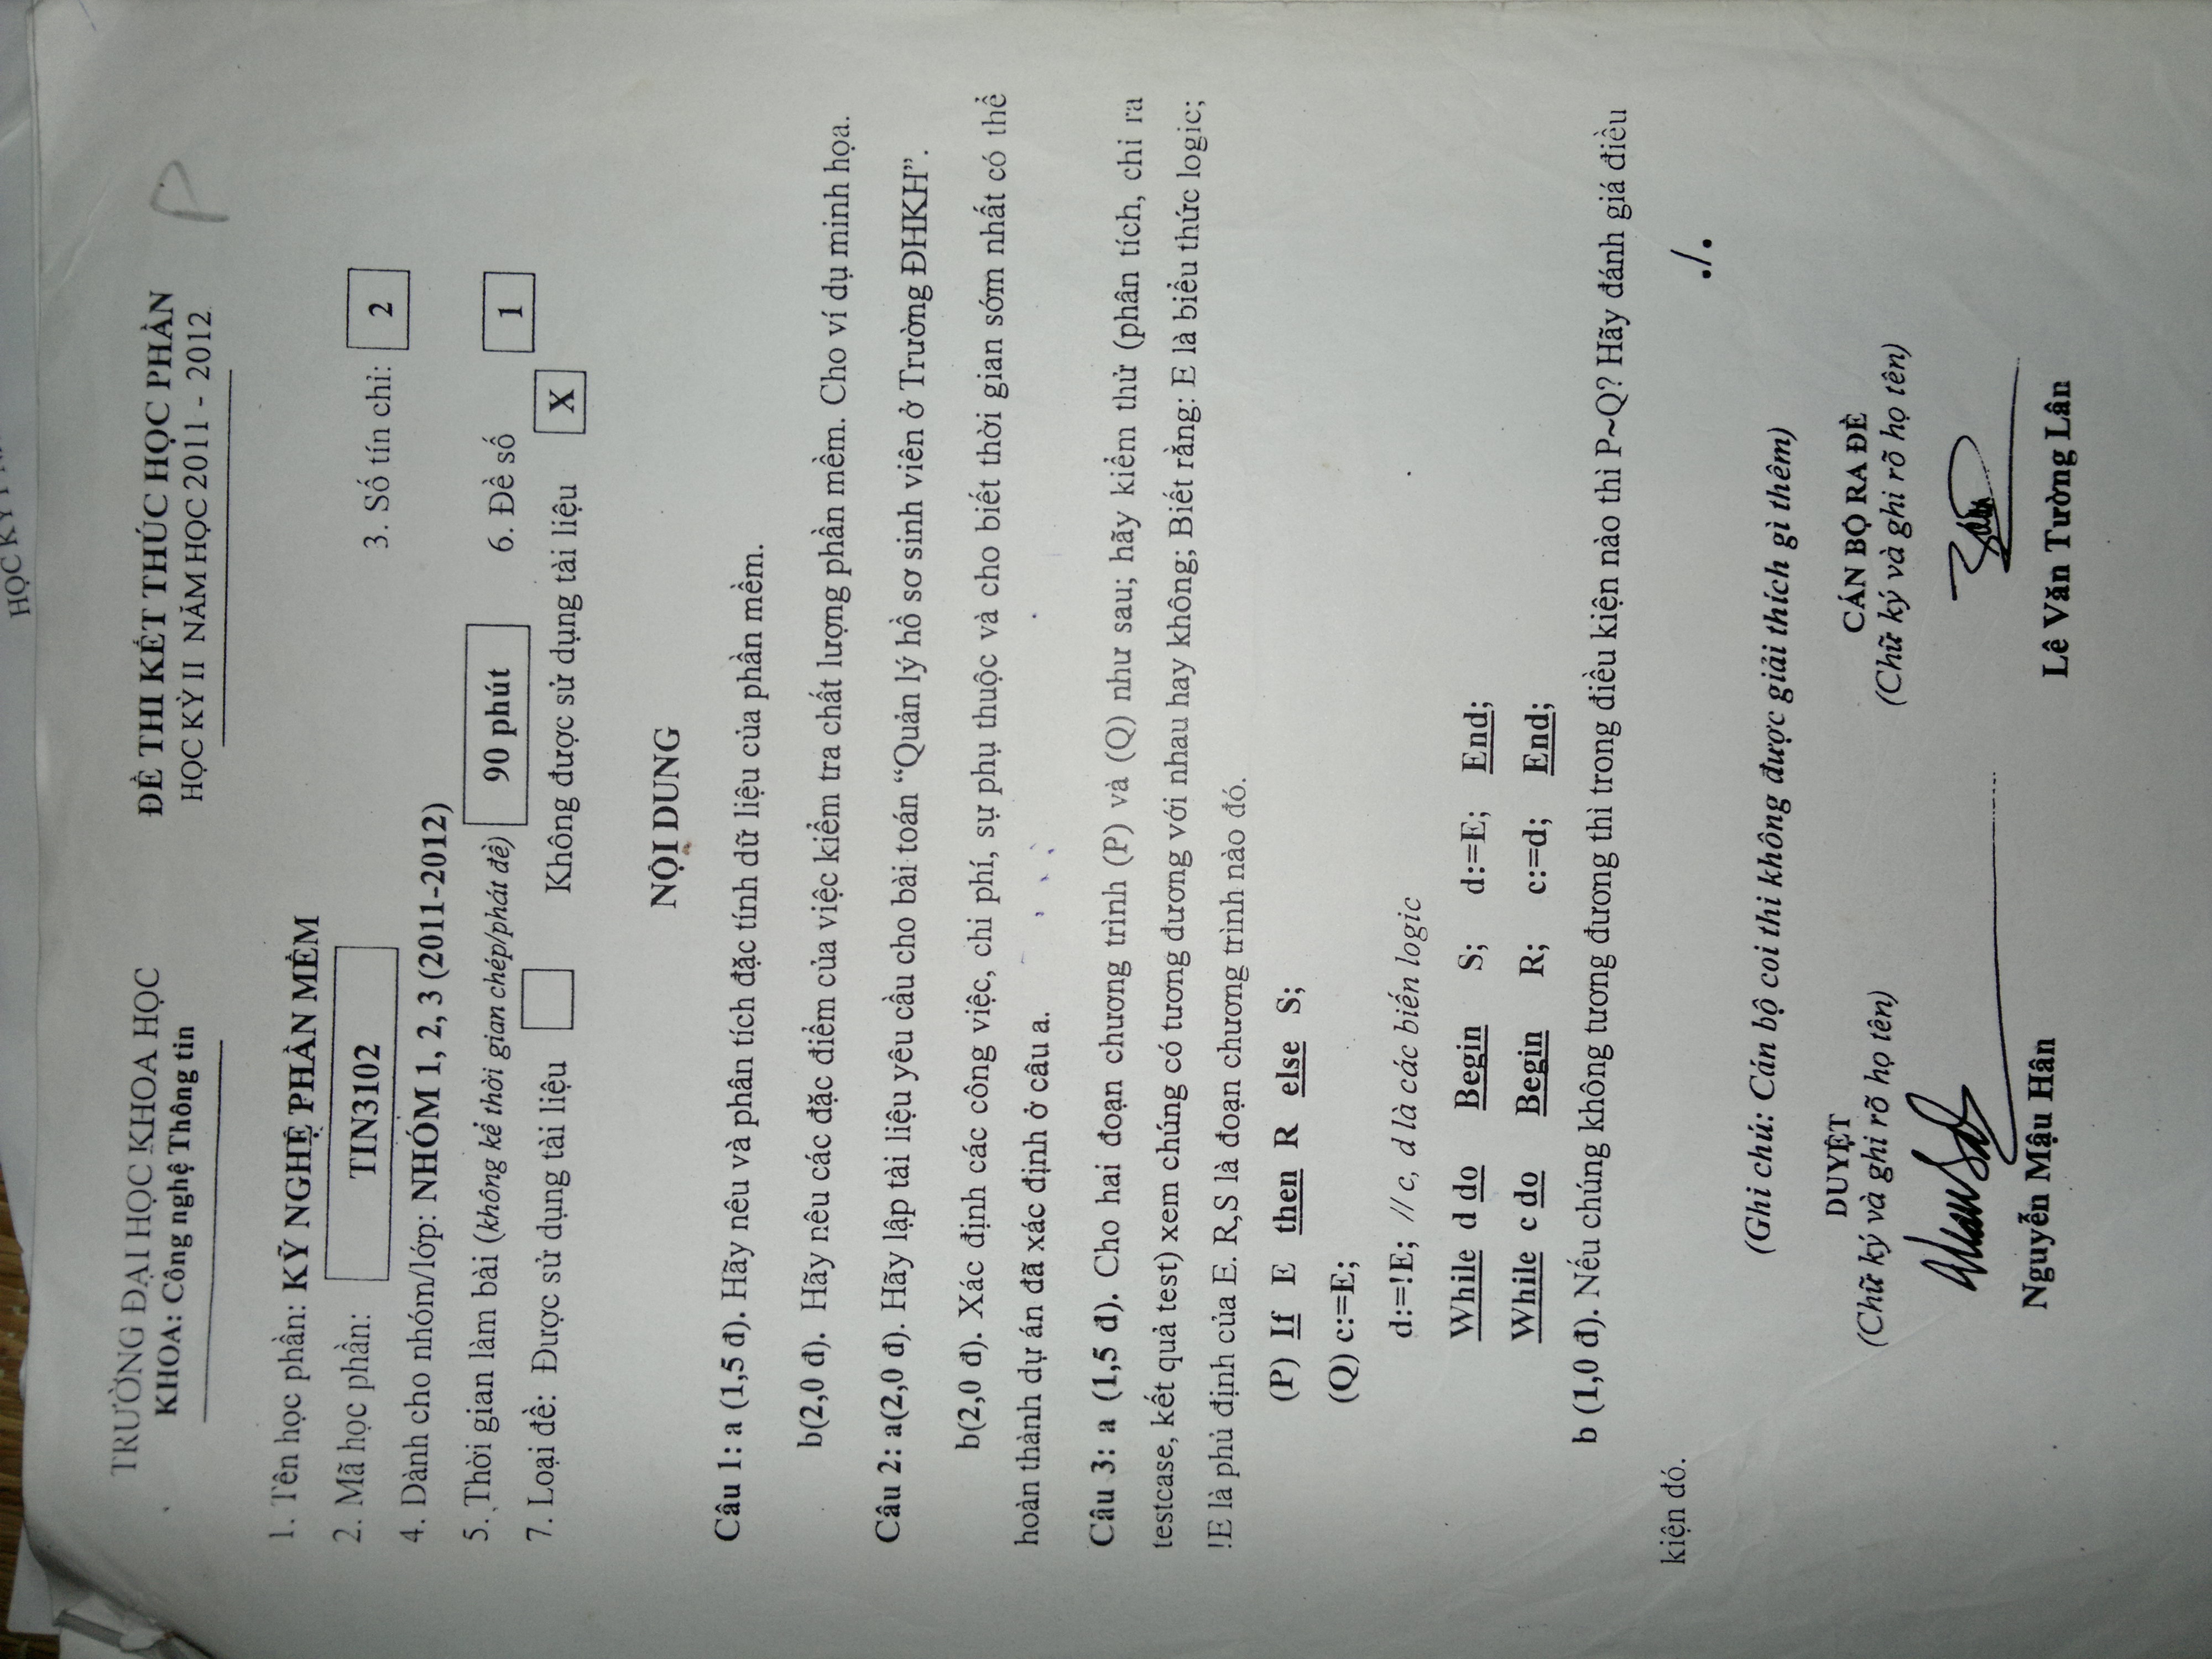 HỌC KỲ I
TRƯỜNG ĐẠI HỌC KHOA HỌC
KHOA: Công nghệ Thông tin
ĐỀ THI KẾT THÚC HỌC PHẦN
HỌC KỲ II NĂM HỌC 2011 - 2012
P
1. Tên học phần: KỸ NGHỆ PHẦN MỀM
2. Mã học phần: TIN3102 3. Số tín chỉ: 2
4. Dành cho nhóm/lớp: NHÓM 1, 2, 3 (2011-2012)
5. Thời gian làm bài (không kể thời gian chép/phát đề) 90 phút 6. Đề số 1
7. Loại đề: Được sử dụng tài liệu Không được sử dụng tài liệu X
NỘI DUNG
Câu 1: a (1,5 đ). Hãy nêu và phân tích đặc tính dữ liệu của phần mềm.
b(2,0 đ). Hãy nêu các đặc điểm của việc kiểm tra chất lượng phần mềm. Cho ví dụ minh họa.
Câu 2: a(2,0 đ). Hãy lập tài liệu yêu cầu cho bài toán “Quản lý hồ sơ sinh viên ở Trường ĐHKH”.
b(2,0 đ). Xác định các công việc, chi phí, sự phụ thuộc và cho biết thời gian sớm nhất có thể
hoàn thành dự án đã xác định ở câu a.
Câu 3: a (1,5 đ). Cho hai đoạn chương trình (P) và (Q) như sau; hãy kiểm thử (phân tích, chỉ ra
testcase, kết quả test) xem chúng có tương đương với nhau hay không; Biết rằng: E là biểu thức logic;
!E là phủ định của E. R,S là đoạn chương trình nào đó.
(P) If E then R else S;
(Q) c:=E;
d:=!E; // c, d là các biến logic
While d do Begin S; d:=E; End;
While c do Begin R; c:=d; End;
b (1,0 đ). Nếu chúng không tương đương thì trong điều kiện nào thì P~Q? Hãy đánh giá điều
kiện đó.
./.
(Ghi chú: Cán bộ coi thi không được giải thích gì thêm)
DUYỆT
(Chữ ký và ghi rõ họ tên)
Nguyễn Mậu Hân
CÁN BỘ RA ĐỀ
(Chữ ký và ghi rõ họ tên)
Lê Văn Tường Lân